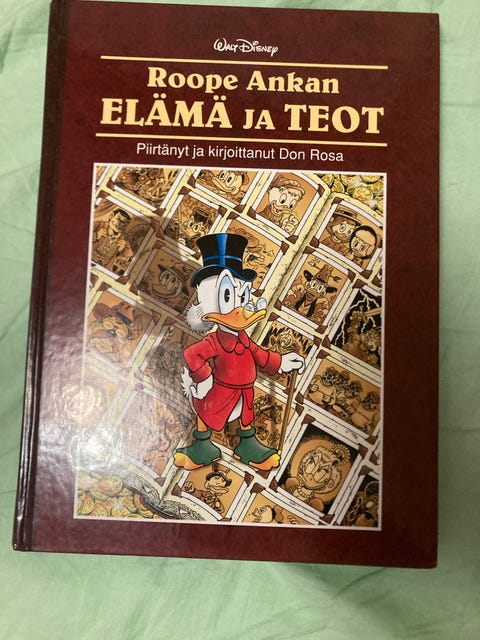 Walt Disney
Roope Ankan
ELÄMÄ JA TEOT
Piirtänyt ja kirjoittanut Don Rosa